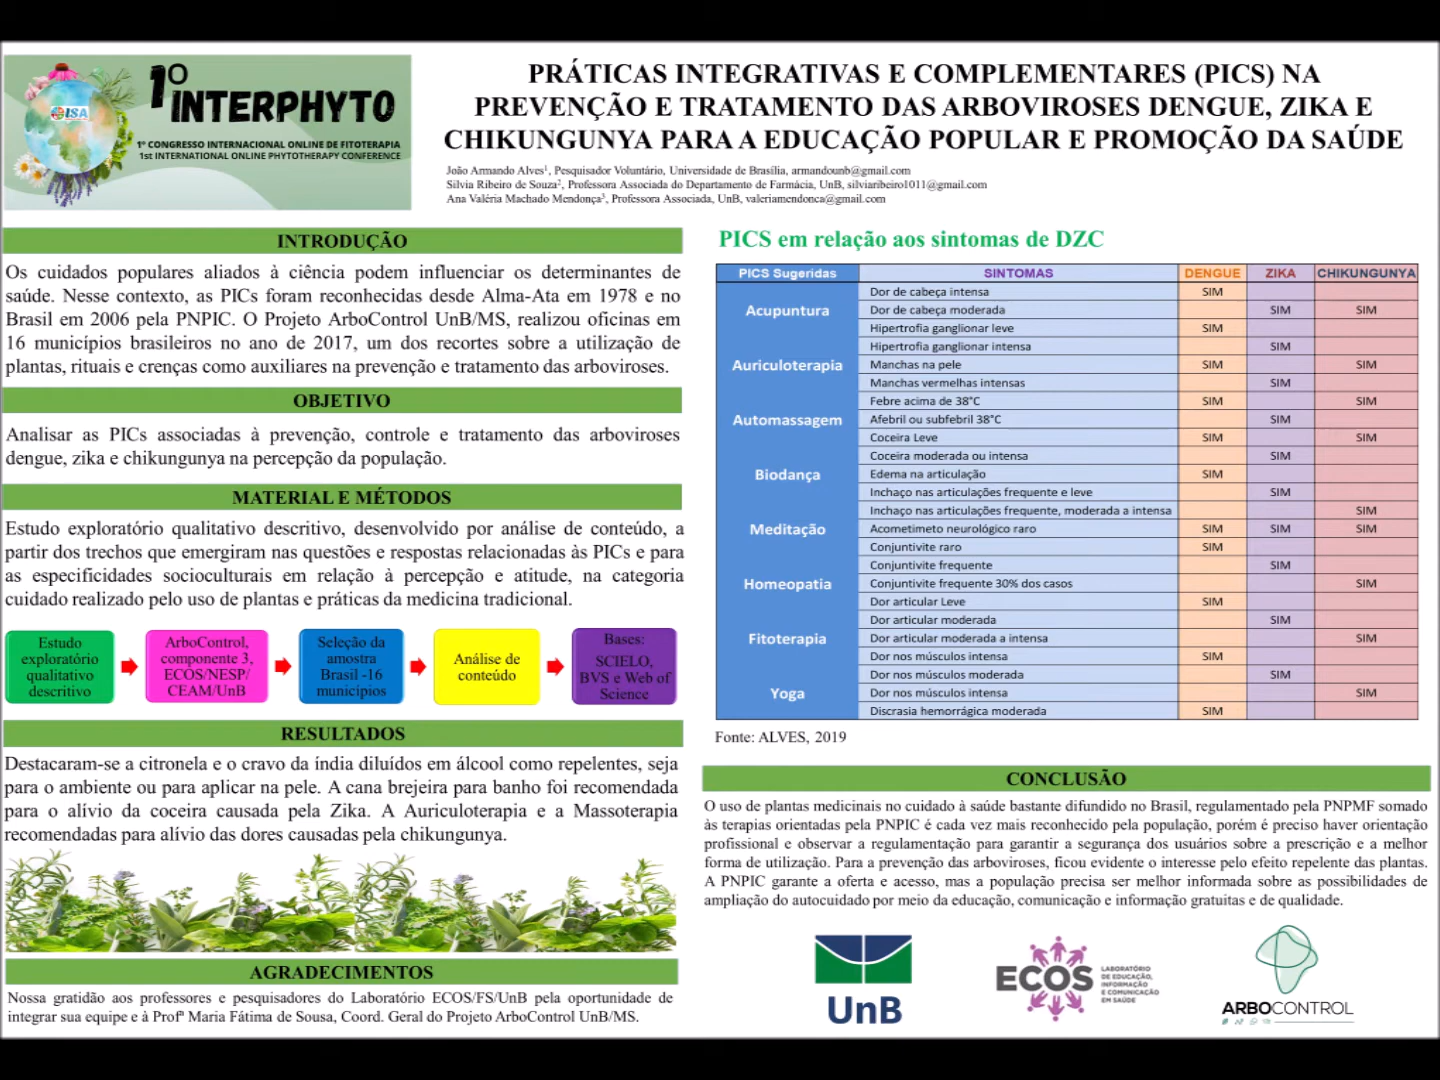 ISA
1º
INTERPHYTO
1º CONGRESSO INTERNACIONAL ONLINE DE FITOTERAPIA
1st INTERNATIONAL ONLINE PHYTOTHERAPY CONFERENCE
PRÁTICAS INTEGRATIVAS E COMPLEMENTARES (PICS) NA
PREVENÇÃO E TRATAMENTO DAS ARBOVIROSES DENGUE, ZIKA E
CHIKUNGUNYA PARA A EDUCAÇÃO POPULAR E PROMOÇÃO DA SAÚDE
João Armando Alves¹, Pesquisador Voluntário, Universidade de Brasília, armandounb@gmail.com
Silvia Ribeiro de Souza², Professora Associada do Departamento de Farmácia, UnB, silviaribeiro1011@gmail.com
Ana Valéria Machado Mendonça³, Professora Associada, UnB, valeriamendonca@gmail.com
INTRODUÇÃO
Os cuidados populares aliados à ciência podem influenciar os determinantes de
saúde. Nesse contexto, as PICs foram reconhecidas desde Alma-Ata em 1978 e no
Brasil em 2006 pela PNPIC. O Projeto ArboControl UnB/MS, realizou oficinas em
16 municípios brasileiros no ano de 2017, um dos recortes sobre a utilização de
plantas, rituais e crenças como auxiliares na prevenção e tratamento das arboviroses.
OBJETIVO
Analisar as PICs associadas à prevenção, controle e tratamento das arboviroses
dengue, zika e chikungunya na percepção da população.
MATERIAL E MÉTODOS
Estudo exploratório qualitativo descritivo, desenvolvido por análise de conteúdo, a
partir dos trechos que emergiram nas questões e respostas relacionadas às PICs e para
as especificidades socioculturais em relação à percepção e atitude, na categoria
cuidado realizado pelo uso de plantas e práticas da medicina tradicional.
Estudo
exploratório
qualitativo
descritivo
ArboControl,
componente 3,
ECOS/NESP/
CEAM/UnB
Seleção da
amostra
Brasil -16
municípios
Análise de
conteúdo
Bases:
SCIELO,
BVS e Web of
Science
RESULTADOS
Destacaram-se a citronela e o cravo da índia diluídos em álcool como repelentes, seja
para o ambiente ou para aplicar na pele. A cana brejeira para banho foi recomendada
para o alívio da coceira causada pela Zika. A Auriculoterapia e a Massoterapia
recomendadas para alívio das dores causadas pela chikungunya.
AGRADECIMENTOS
Nossa gratidão aos professores e pesquisadores do Laboratório ECOS/FS/UnB pela oportunidade de
integrar sua equipe e à Profª Maria Fátima de Sousa, Coord. Geral do Projeto ArboControl UnB/MS.
PICS em relação aos sintomas de DZC
PICS Sugeridas SINTOMAS DENGUE ZIKA CHIKUNGUNYA
Dor de cabeça intensa SIM
Acupuntura Dor de cabeça moderada SIM SIM
Hipertrofia ganglionar leve SIM
Hipertrofia ganglionar intensa SIM
Auriculoterapia Manchas na pele SIM SIM
Manchas vermelhas intensas SIM
Febre acima de 38°C SIM SIM
Automassagem Afebril ou subfebril 38°C SIM
Coceira Leve SIM SIM
Coceira moderada ou intensa SIM
Biodança Edema na articulação SIM
Inchaço nas articulações frequente e leve SIM
Inchaço nas articulações frequente, moderada a intensa SIM
Meditação Acometimeto neurológico raro SIM SIM SIM
Conjuntivite raro SIM
Conjuntivite frequente SIM
Homeopatia Conjuntivite frequente 30% dos casos SIM
Dor articular Leve SIM
Dor articular moderada SIM
Fitoterapia Dor articular moderada a intensa SIM
Dor nos músculos intensa SIM
Dor nos músculos moderada SIM
Yoga Dor nos músculos intensa SIM
Discrasia hemorrágica moderada SIM
Fonte: ALVES, 2019
CONCLUSÃO
O uso de plantas medicinais no cuidado à saúde bastante difundido no Brasil, regulamentado pela PNPMF somado
às terapias orientadas pela PNPIC é cada vez mais reconhecido pela população, porém é preciso haver orientação
profissional e observar a regulamentação para garantir a segurança dos usuários sobre a prescrição e a melhor
forma de utilização. Para a prevenção das arboviroses, ficou evidente o interesse pelo efeito repelente das plantas.
A PNPIC garante a oferta e acesso, mas a população precisa ser melhor informada sobre as possibilidades de
ampliação do autocuidado por meio da educação, comunicação e informação gratuitas e de qualidade.
UnB
ECOS
LABORATÓRIO
DE EDUCAÇÃO,
INFORMAÇÃO
E COMUNICAÇÃO
EM SAÚDE
ARBOCONTROL